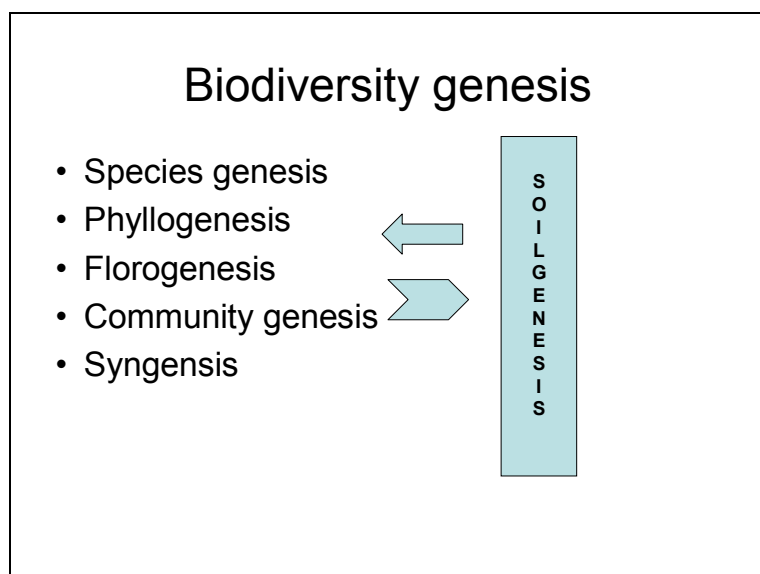 Biodiversity genesis
• Species genesis
• Phyllogenesis
• Florogenesis
• Community genesis
• Syngensis
S
O
I
L
G
E
N
E
S
I
S